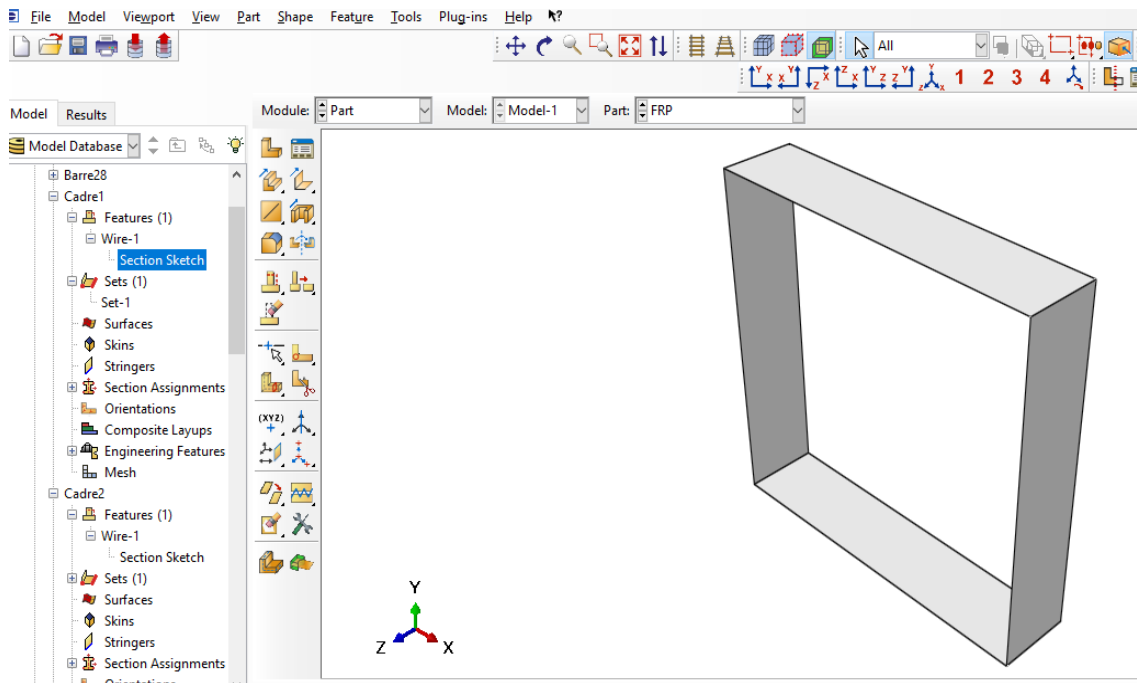 File Model Viewport View Part Shape Feature Tools Plug-ins Help ?
All
1 2 3 4
Model Results
Module: Part Model: Model-1 Part: FRP
Model Database
Barre28
Cadre1
Features (1)
Wire-1
Section Sketch
Sets (1)
Set-1
Surfaces
Skins
Stringers
Section Assignments
Orientations
Composite Layups
Engineering Features
Mesh
Cadre2
Features (1)
Wire-1
Section Sketch
Sets (1)
Surfaces
Skins
Stringers
Section Assignments
Orientations
(XYZ)
Y
Z X